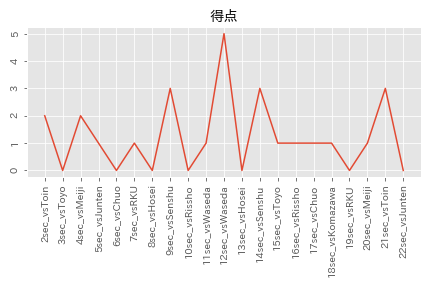 得点
5
4
3
2
1
0
2sec_vsToin
3sec_vsToyo
4sec_vsMeiji
5sec_vsJunten
6sec_vsChuo
7sec_vsRKU
8sec_vsHosei
9sec_vsSenshu
10sec_vsRissho
11sec_vsWaseda
12sec_vsWaseda
13sec_vsHosei
14sec_vsSenshu
15sec_vsToyo
16sec_vsRissho
17sec_vsChuo
18sec_vsKomazawa
19sec_vsRKU
20sec_vsMeiji
21sec_vsToin
22sec_vsJunten